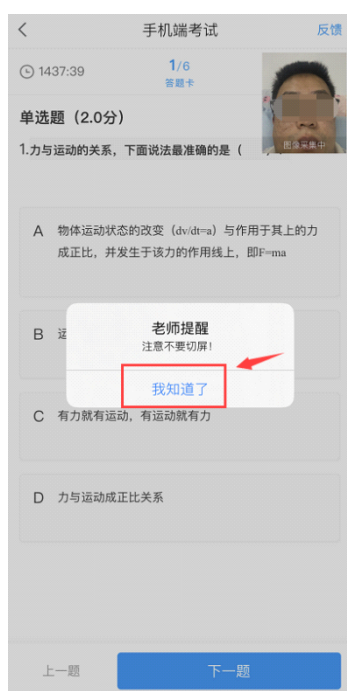 手机端考试
反馈
1437:39
1/6
答题卡
图像采集中
单选题（2.0分）
1.力与运动的关系，下面说法最准确的是（
A 物体运动状态的改变（dv/dt=a）与作用于其上的力
成正比，并发生于该力的作用线上，即F=ma
B 运
老师提醒
注意不要切屏！
我知道了
C 有力就有运动，有运动就有力
D 力与运动成正比关系
上一题
下一题